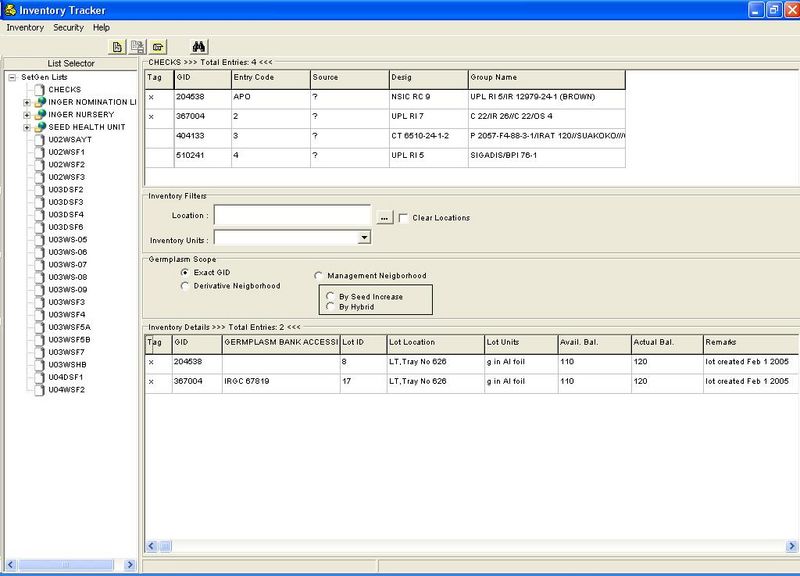 Inventory Tracker
Inventory Security Help
List Selector
SetGen Lists
CHECKS
INGER NOMINATION LI
INGER NURSERY
SEED HEALTH UNIT
U02WSAYT
U02WSF1
U02WSF2
U02WSF3
U03DSF2
U03DSF3
U03DSF4
U03DSF6
U03WS-05
U03WS-06
U03WS-07
U03WS-08
U03WS-09
U03WSF3
U03WSF4
U03WSF5A
U03WSF5B
U03WSF7
U03WSHB
U04DSF1
U04WSF2
CHECKS >>> Total Entries: 4 <<<
Tag GID Entry Code Source Desig Group Name
x 204538 APO ? NSIC RC 9 UPL RI 5/IR 12979-24-1 (BROWN)
x 367004 2 ? UPL RI 7 C 22/IR 26//C 22/OS 4
404133 3 ? CT 6510-24-1-2 P 2057-F4-88-3-1/IRAT 120//SUAKOKO///
510241 4 ? UPL RI 5 SIGADIS/BPI 76-1
Inventory Filters
Location :
... Clear Locations
Inventory Units :
Germplasm Scope
Exact GID
Derivative Neigborhood
Management Neigborhood
By Seed Increase
By Hybrid
Inventory Details >>> Total Entries: 2 <<<
Tag GID GERMPLASM BANK ACCESSI Lot ID Lot Location Lot Units Avail. Bal. Actual Bal. Remarks
x 204538 8 LT,Tray No 626 g in Al foil 110 120 lot created Feb 1 2005
x 367004 IRGC 67819 17 LT,Tray No 626 g in Al foil 110 120 lot created Feb 1 2005